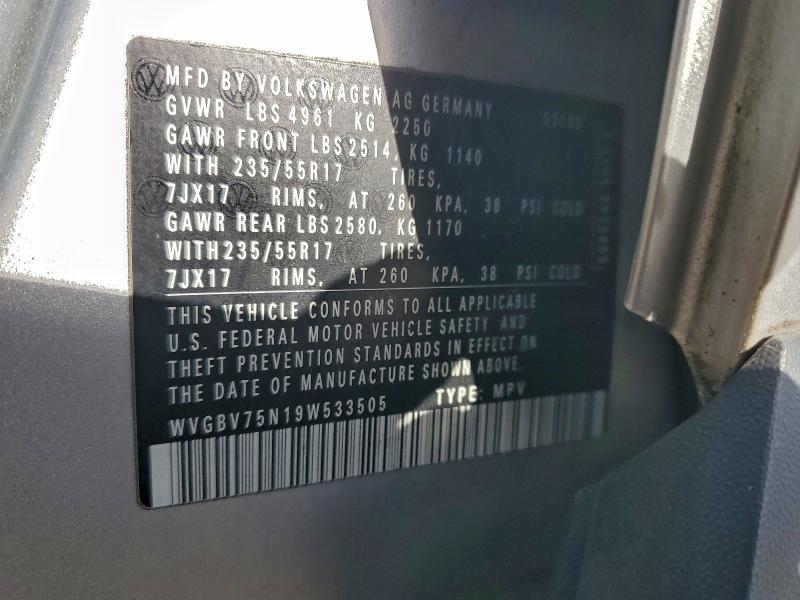 MFD BY VOLKSWAGEN AG GERMANY
GVWR LBS 4961 KG 2250
GAWR FRONT LBS 2514, KG 1140
WITH 235/55R17 TIRES,
7JX17 RIMS, AT 260 KPA, 38 PSI COLD
GAWR REAR LBS 2580, KG 1170
WITH 235/55R17 TIRES,
7JX17 RIMS, AT 260 KPA, 38 PSI COLD
THIS VEHICLE CONFORMS TO ALL APPLICABLE
U.S. FEDERAL MOTOR VEHICLE SAFETY AND
THEFT PREVENTION STANDARDS IN EFFECT ON
THE DATE OF MANUFACTURE SHOWN ABOVE.
WVGBV75N19W533505 TYPE: MPV